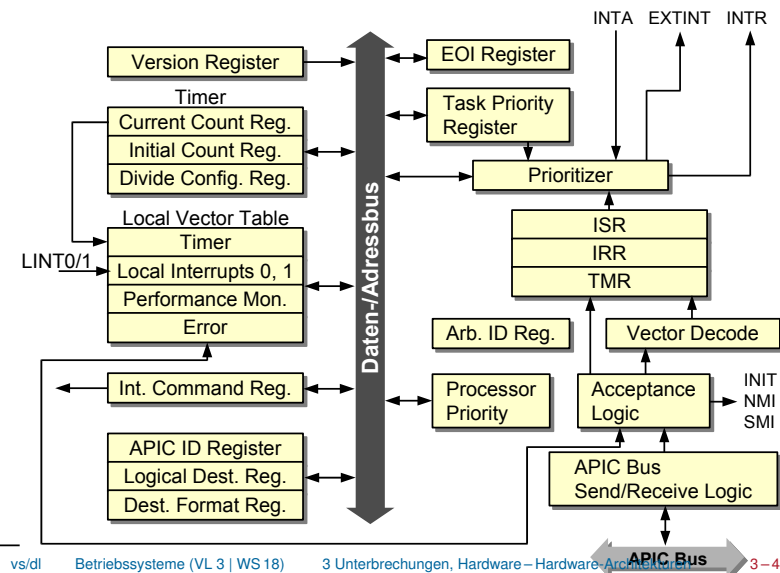 INTA EXTINT INTR
Version Register
EOI Register
Timer
Current Count Reg.
Initial Count Reg.
Divide Config. Reg.
Task Priority
Register
Prioritizer
Local Vector Table
Timer
Local Interrupts 0, 1
Performance Mon.
Error
LINT0/1
Daten-/Adressbus
ISR
IRR
TMR
Arb. ID Reg.
Vector Decode
Int. Command Reg.
Processor
Priority
Acceptance
Logic
INIT
NMI
SMI
APIC ID Register
Logical Dest. Reg.
Dest. Format Reg.
APIC Bus
Send/Receive Logic
APIC Bus
vs/dl Betriebssysteme (VL 3 | WS 18) 3 Unterbrechungen, Hardware – Hardware-Architekturen 3–4